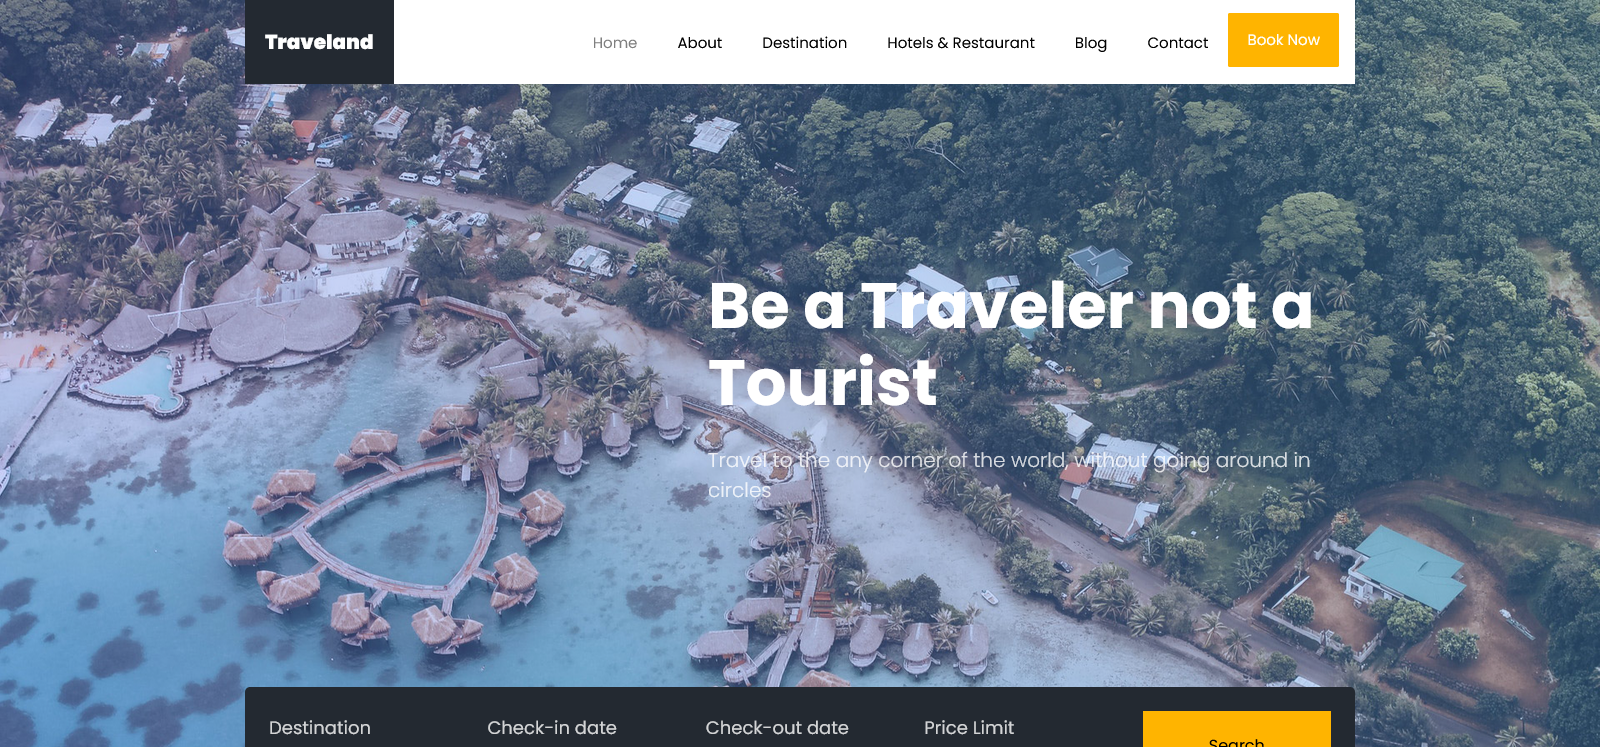 Traveland
Home About Destination Hotels & Restaurant Blog Contact Book Now
Be a Traveler not a
Tourist
Travel to the any corner of the world, without going around in
circles
Destination Check-in date Check-out date Price Limit
Search